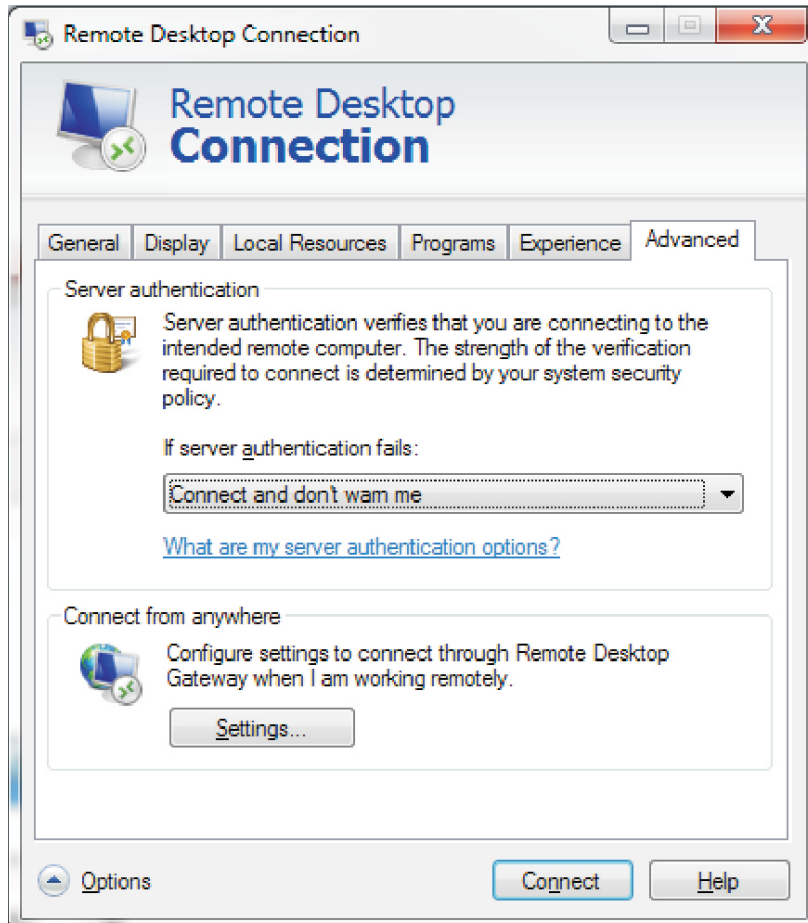 Remote Desktop Connection
Remote Desktop
Connection
General Display Local Resources Programs Experience Advanced
Server authentication
Server authentication verifies that you are connecting to the
intended remote computer. The strength of the verification
required to connect is determined by your system security
policy.
If server authentication fails:
Connect and don't warn me
What are my server authentication options?
Connect from anywhere
Configure settings to connect through Remote Desktop
Gateway when I am working remotely.
Settings...
Options Connect Help